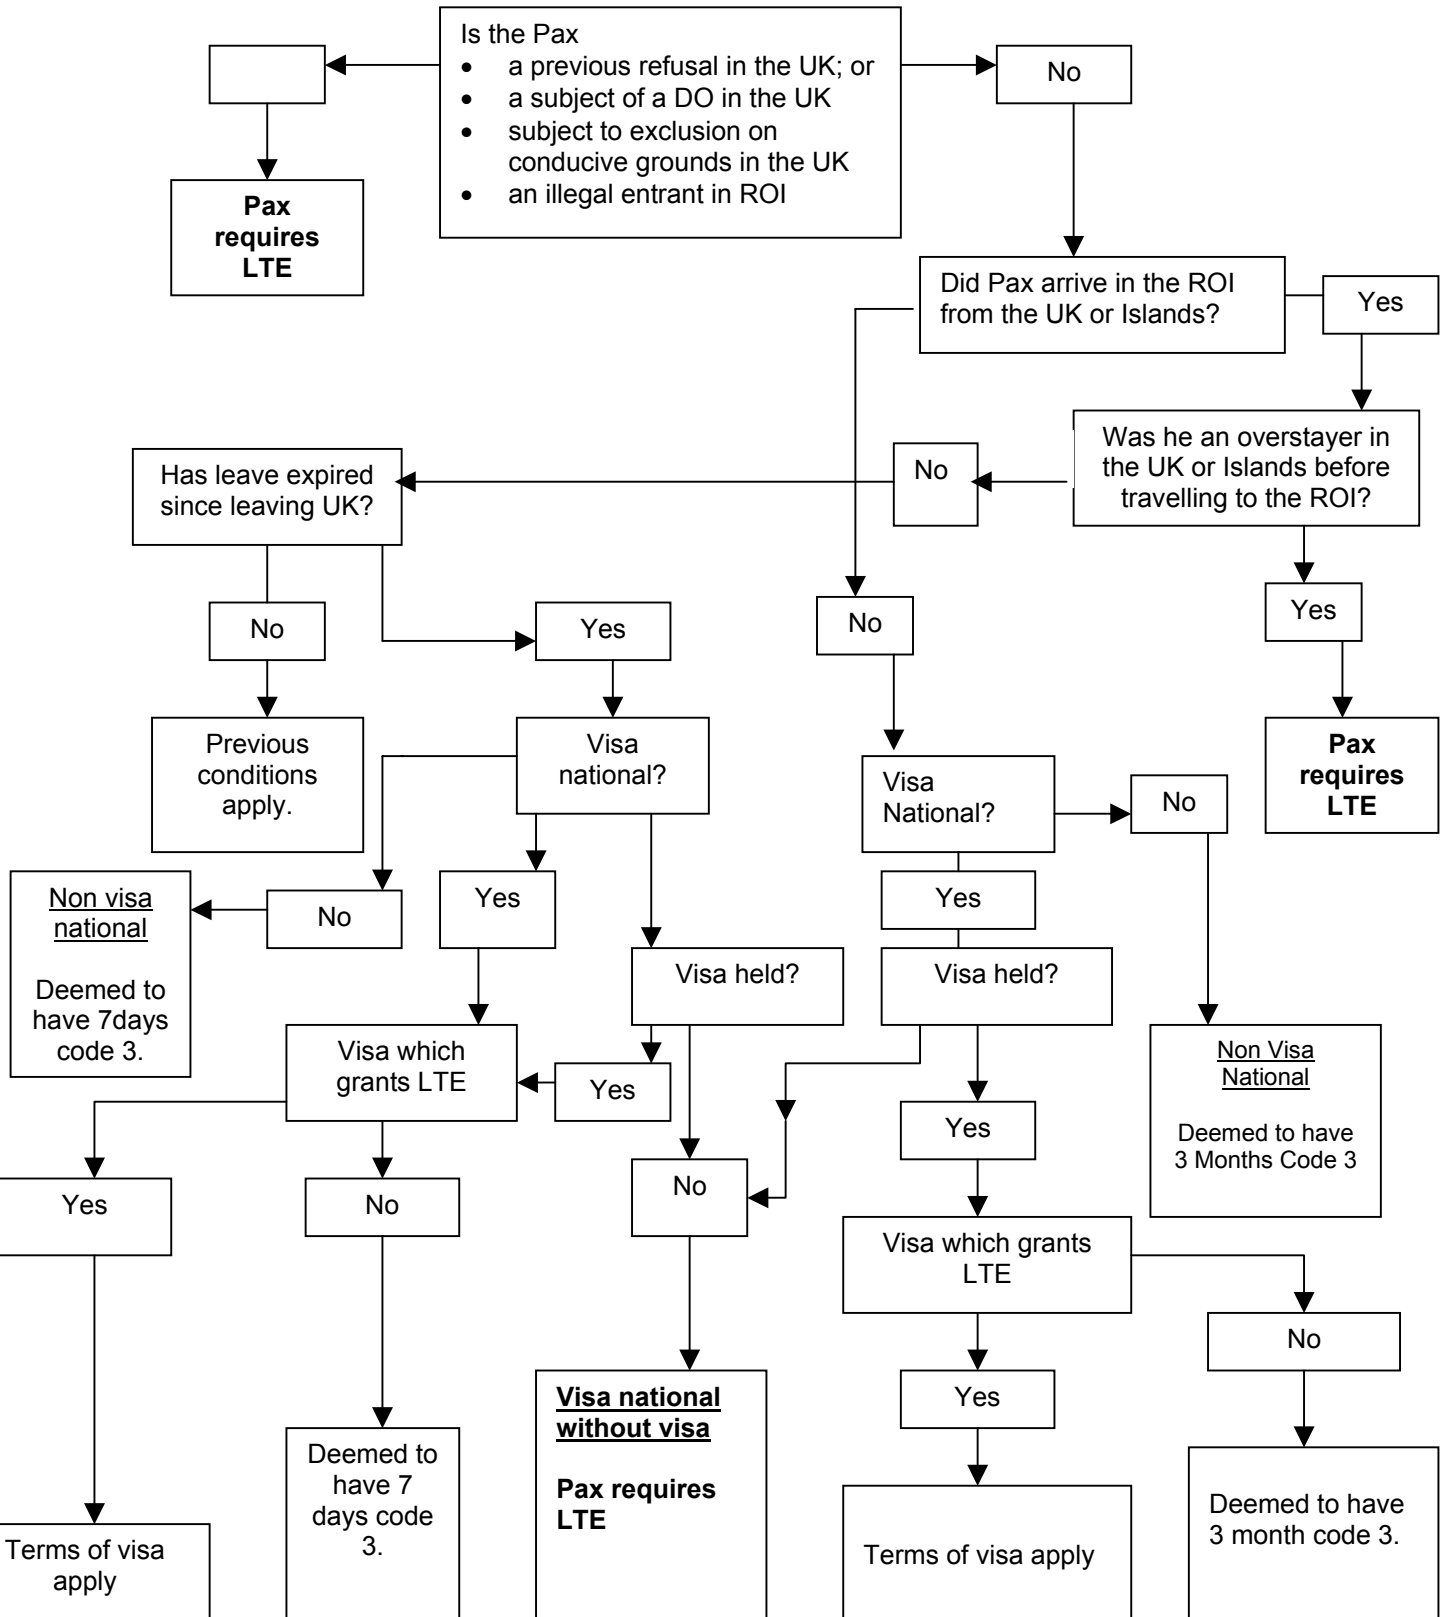 Is the Pax
• a previous refusal in the UK; or
• a subject of a DO in the UK
• subject to exclusion on
conducive grounds in the UK
• an illegal entrant in ROI
No
Pax
requires
LTE
Did Pax arrive in the ROI
from the UK or Islands?
Yes
Was he an overstayer in
the UK or Islands before
travelling to the ROI?
No
Has leave expired
since leaving UK?
Yes
No
No
Yes
Pax
requires
LTE
Previous
conditions
apply.
Visa
national?
Visa
National?
No
Non visa
national
Deemed to
have 7days
code 3.
No
Yes
Yes
Visa held?
Visa held?
Visa which
grants LTE
Yes
Yes
Non Visa
National
Deemed to have
3 Months Code 3
Yes
No
No
Visa which grants
LTE
No
Yes
Visa national
without visa
Pax requires
LTE
Deemed to
have 7
days code
3.
Deemed to have
3 month code 3.
Terms of visa
apply
Terms of visa apply